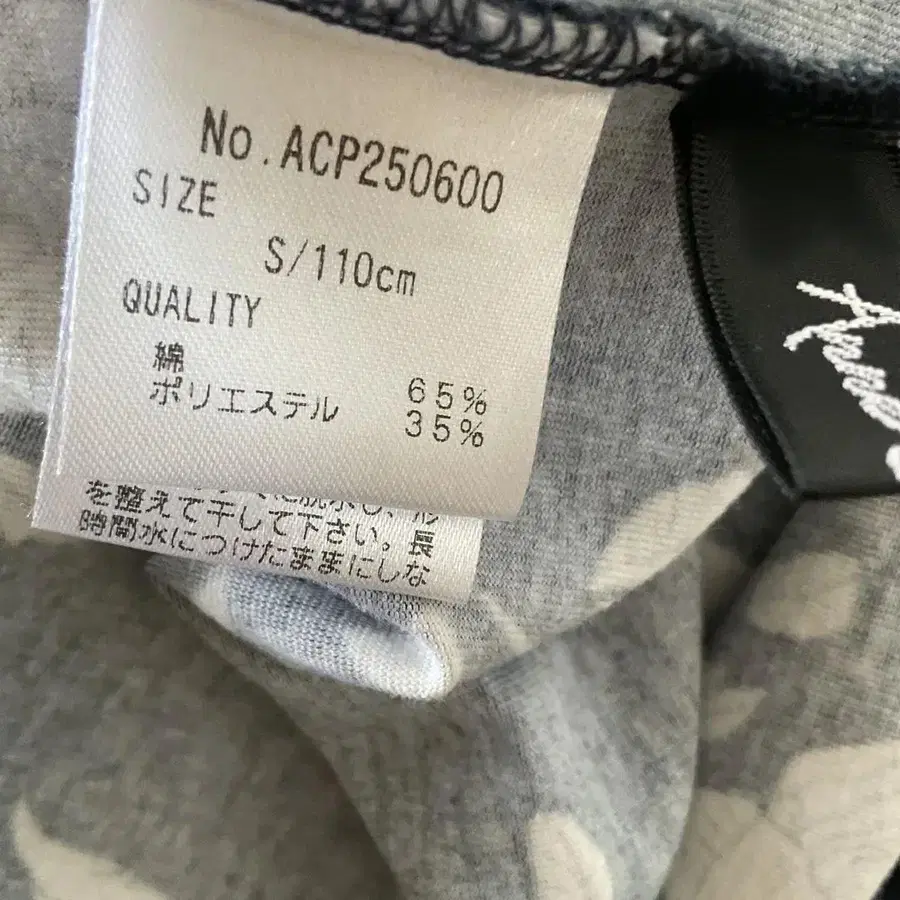 No.ACP250600
SIZE
S/110cm
QUALITY
綿 65%
ポリエステル 35%
を整えて干して下さい。長
時間水につけたままにしな